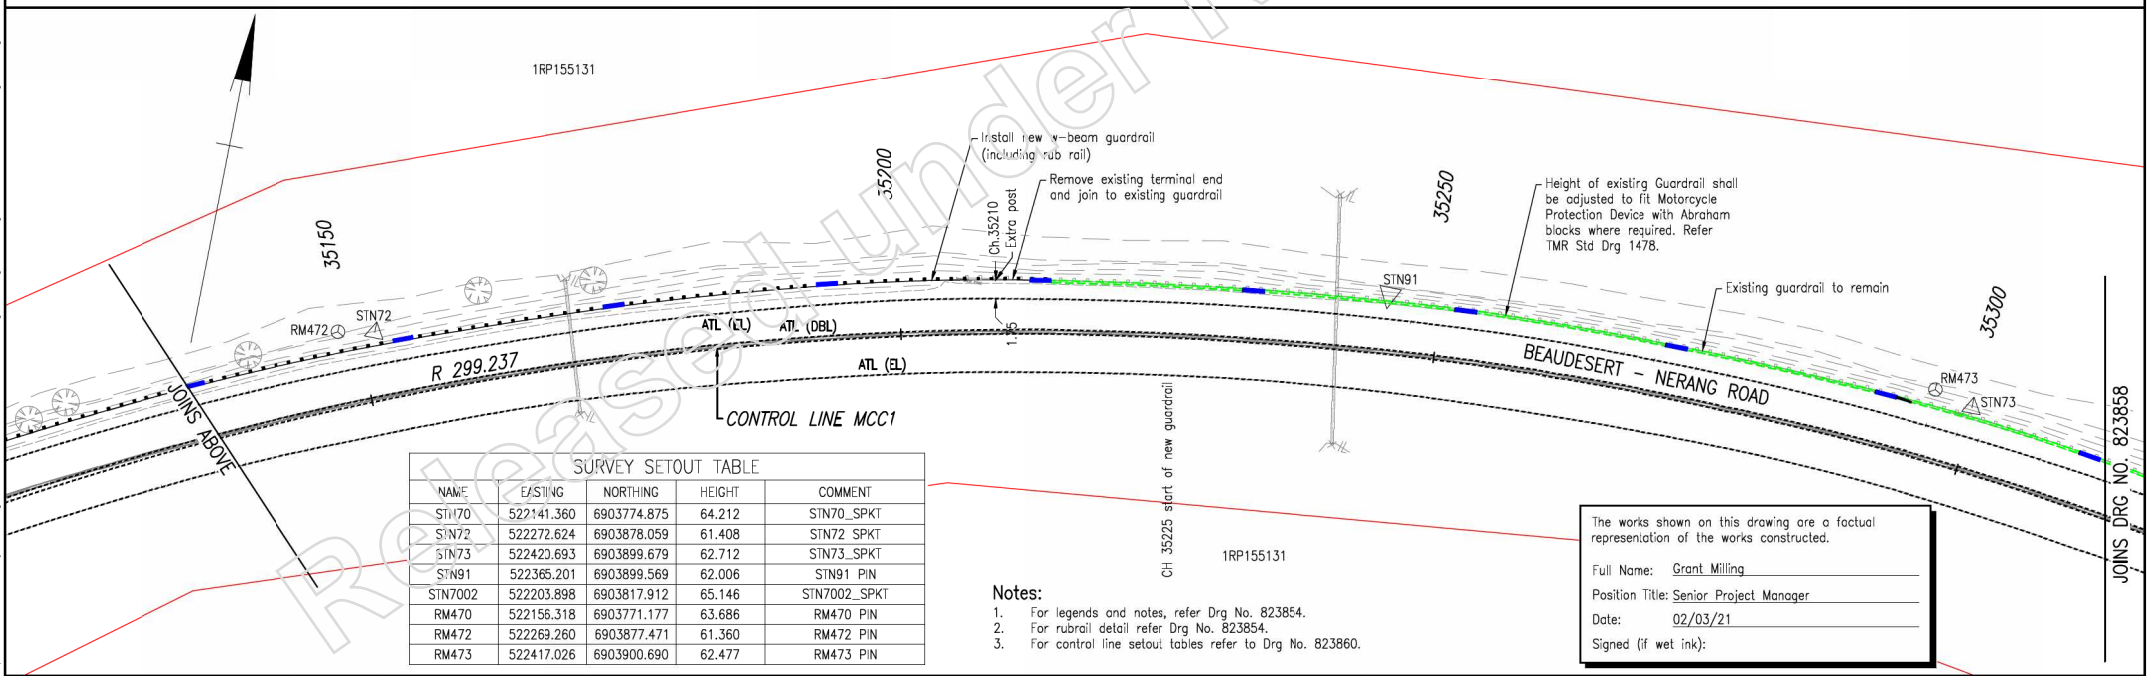 Released under R
1RP155131
35150
35200
35250
35300
Install new w-beam guardrail
(including rub rail)
Ch.35210
Extra post
Remove existing terminal end
and join to existing guardrail
Height of existing Guardrail shall
be adjusted to fit Motorcycle
Protection Device with Abraham
blocks where required. Refer
TMR Std Drg 1478.
STN91
Existing guardrail to remain
RM472
STN72
RM473
STN73
ATL (EL)
ATL (DBL)
ATL (EL)
R 299.237
BEAUDESERT - NERANG ROAD
JOINS ABOVE
CONTROL LINE MCC1
CH 35225 start of new guardrail
JOINS DRG NO. 823858
1RP155131
SURVEY SETOUT TABLE
NAME EASTING NORTHING HEIGHT COMMENT
STN70 522141.360 6903774.875 64.212 STN70_SPKT
STN72 522272.624 6903878.059 61.408 STN72 SPKT
STN73 522420.693 6903899.679 62.712 STN73_SPKT
STN91 522365.201 6903899.569 62.006 STN91 PIN
STN7002 522203.898 6903817.912 65.146 STN7002_SPKT
RM470 522156.318 6903771.177 63.686 RM470 PIN
RM472 522269.260 6903877.471 61.360 RM472 PIN
RM473 522417.026 6903900.690 62.477 RM473 PIN
Notes:
1. For legends and notes, refer Drg No. 823854.
2. For rubrail detail refer Drg No. 823854.
3. For control line setout tables refer to Drg No. 823860.
The works shown on this drawing are a factual
representation of the works constructed.
Full Name: Grant Milling
Position Title: Senior Project Manager
Date: 02/03/21
Signed (if wet ink):